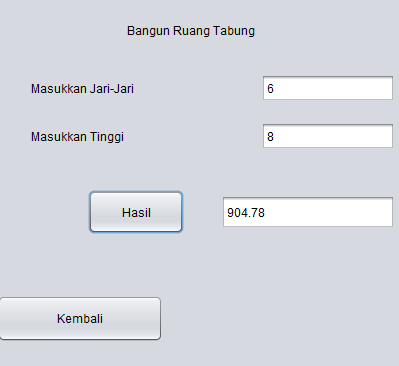 Bangun Ruang Tabung
Masukkan Jari-Jari 6
Masukkan Tinggi 8
Hasil 904.78
Kembali